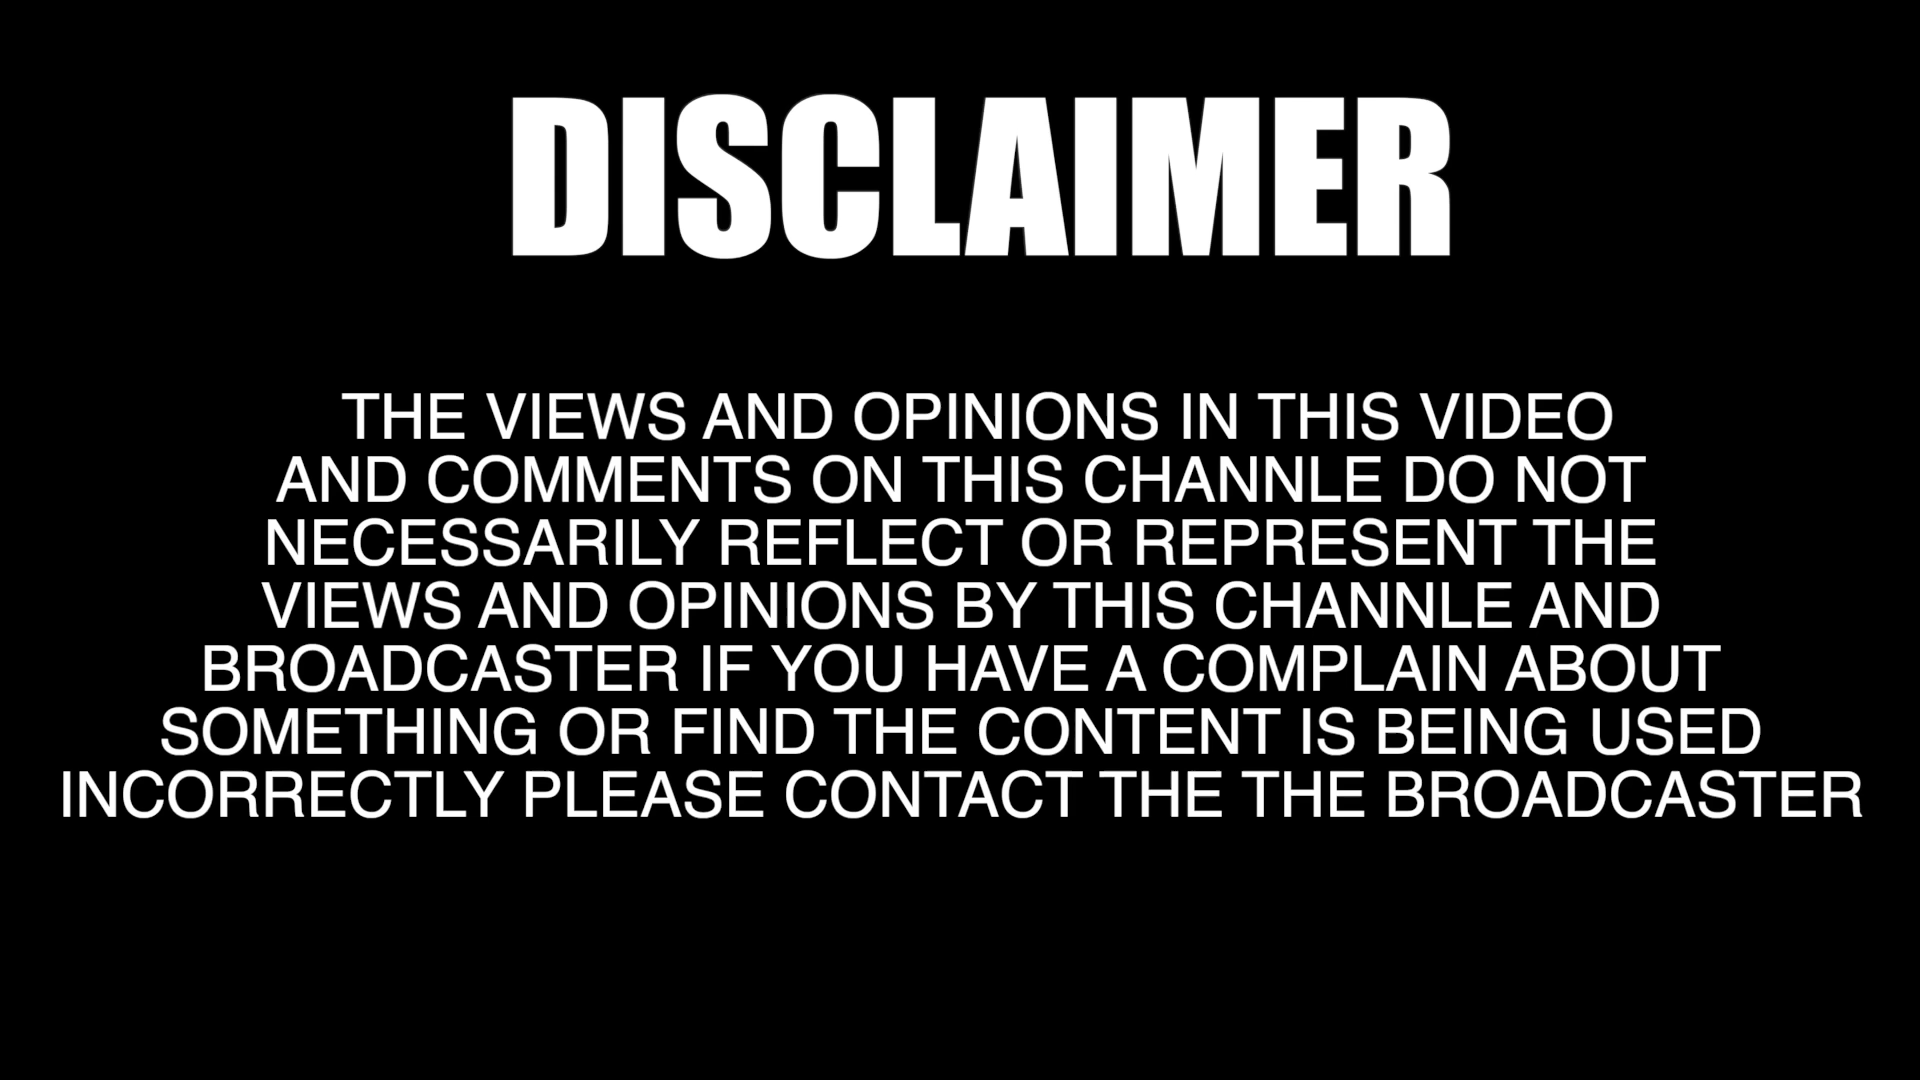 DISCLAIMER
THE VIEWS AND OPINIONS IN THIS VIDEO
AND COMMENTS ON THIS CHANNLE DO NOT
NECESSARILY REFLECT OR REPRESENT THE
VIEWS AND OPINIONS BY THIS CHANNLE AND
BROADCASTER IF YOU HAVE A COMPLAIN ABOUT
SOMETHING OR FIND THE CONTENT IS BEING USED
INCORRECTLY PLEASE CONTACT THE THE BROADCASTER